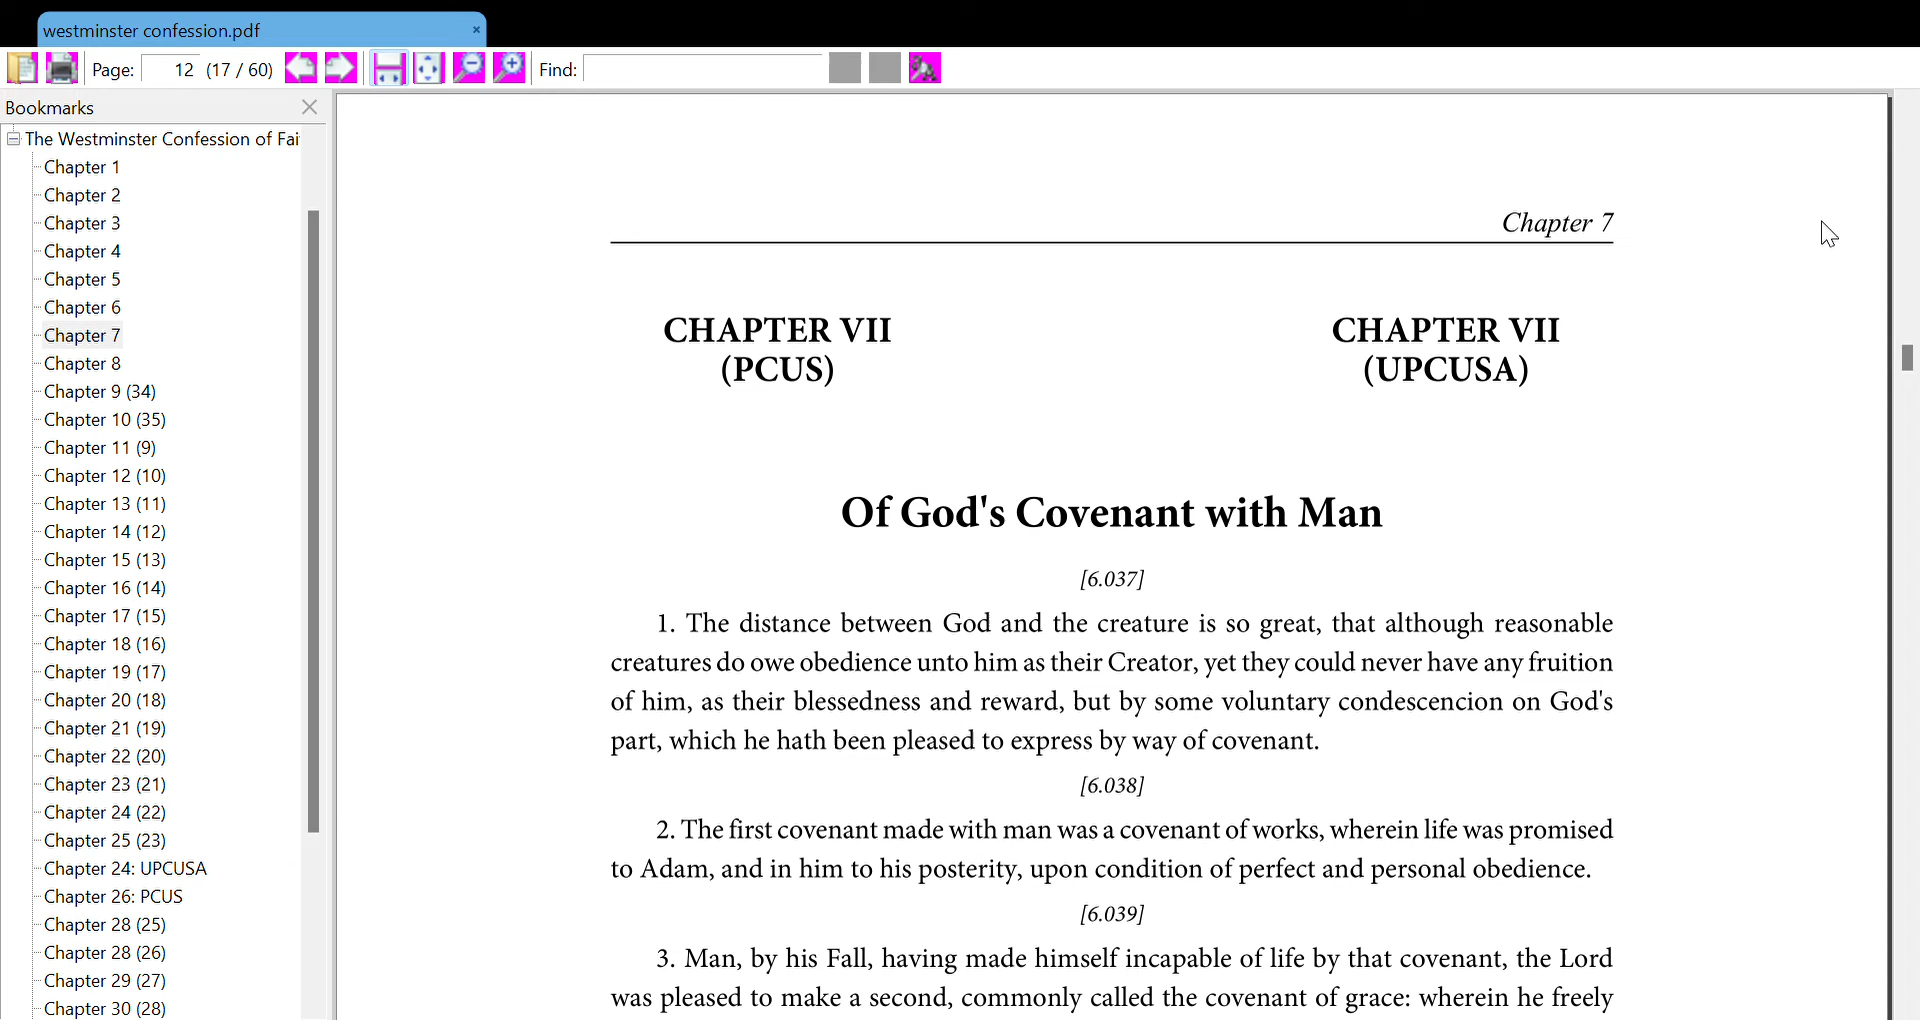 westminster confession.pdf
×
Page: 12 (17 / 60) Find:
Bookmarks
The Westminster Confession of Fai
Chapter 1
Chapter 2
Chapter 3
Chapter 4
Chapter 5
Chapter 6
Chapter 7
Chapter 8
Chapter 9 (34)
Chapter 10 (35)
Chapter 11 (9)
Chapter 12 (10)
Chapter 13 (11)
Chapter 14 (12)
Chapter 15 (13)
Chapter 16 (14)
Chapter 17 (15)
Chapter 18 (16)
Chapter 19 (17)
Chapter 20 (18)
Chapter 21 (19)
Chapter 22 (20)
Chapter 23 (21)
Chapter 24 (22)
Chapter 25 (23)
Chapter 24: UPCUSA
Chapter 26: PCUS
Chapter 28 (25)
Chapter 28 (26)
Chapter 29 (27)
Chapter 30 (28)
Chapter 7
CHAPTER VII
(PCUS)
CHAPTER VII
(UPCUSA)
Of God's Covenant with Man
[6.037]
1. The distance between God and the creature is so great, that although reasonable
creatures do owe obedience unto him as their Creator, yet they could never have any fruition
of him, as their blessedness and reward, but by some voluntary condescencion on God's
part, which he hath been pleased to express by way of covenant.
[6.038]
2. The first covenant made with man was a covenant of works, wherein life was promised
to Adam, and in him to his posterity, upon condition of perfect and personal obedience.
[6.039]
3. Man, by his Fall, having made himself incapable of life by that covenant, the Lord
was pleased to make a second, commonly called the covenant of grace: wherein he freely